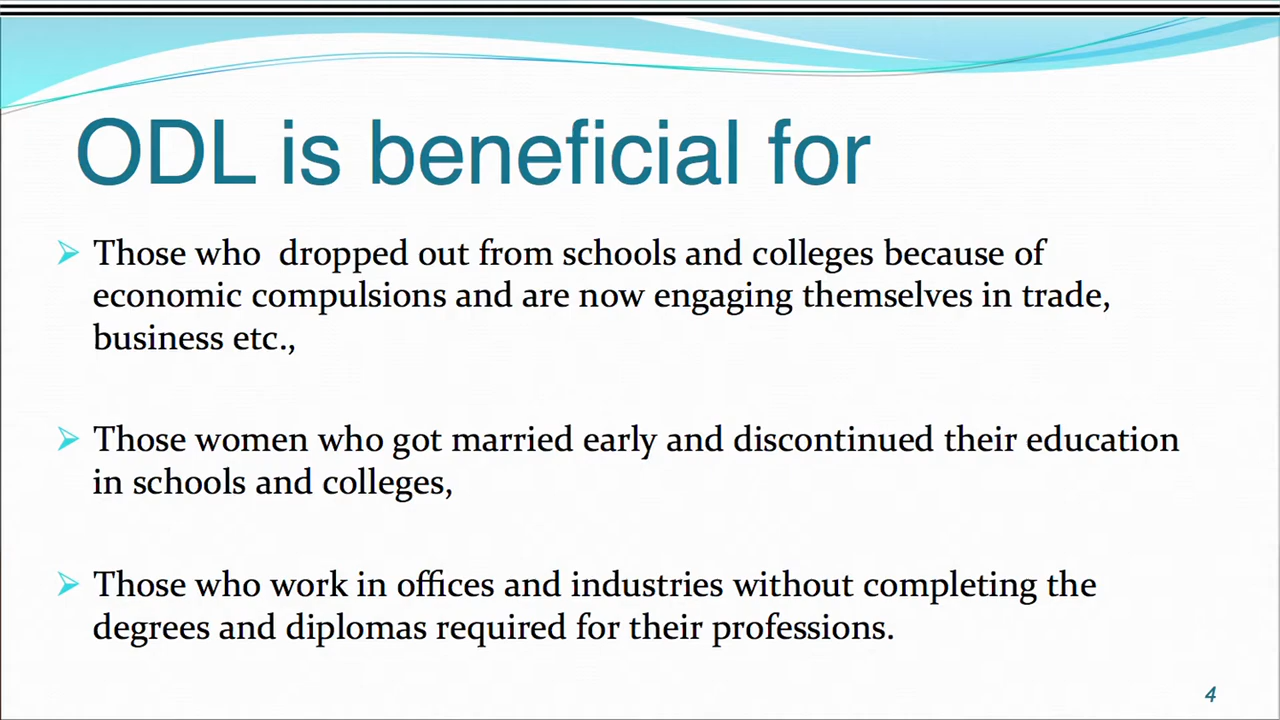 ODL is beneficial for
Those who dropped out from schools and colleges because of
economic compulsions and are now engaging themselves in trade,
business etc.,
Those women who got married early and discontinued their education
in schools and colleges,
Those who work in offices and industries without completing the
degrees and diplomas required for their professions.
4